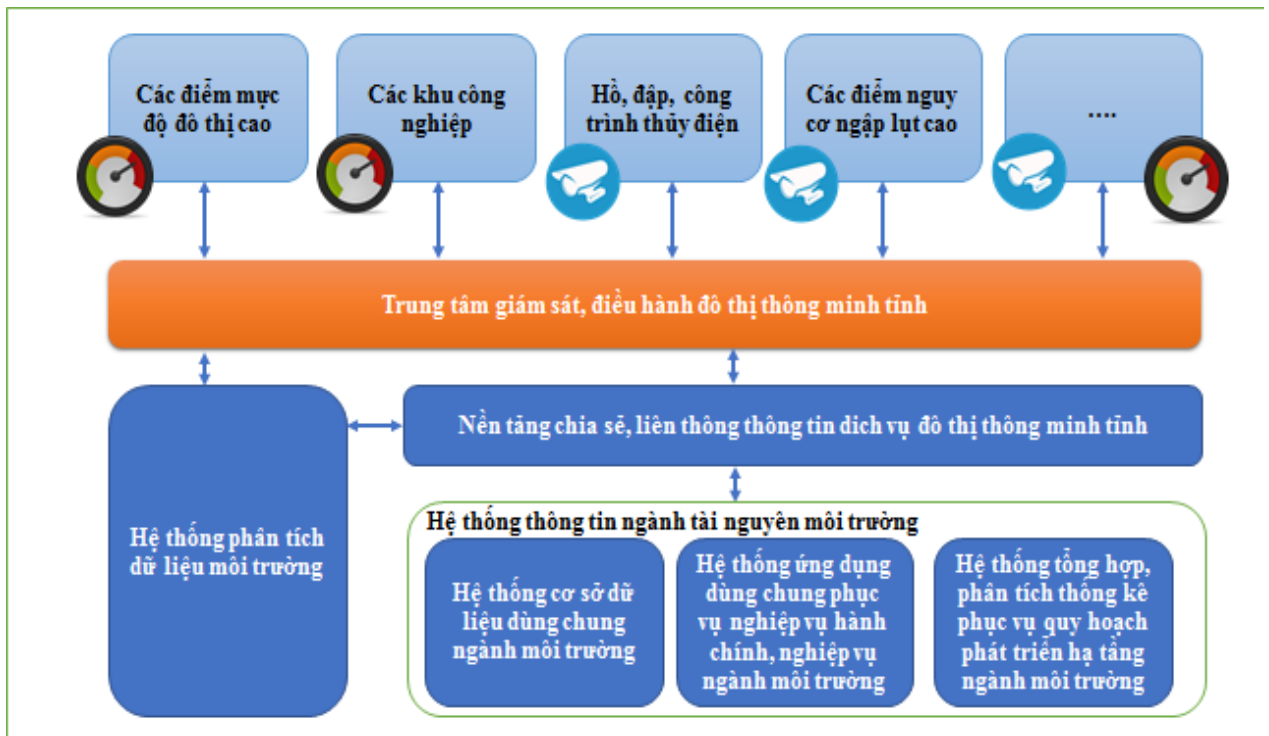 Các điểm mực
độ đô thị cao
Các khu công
nghiệp
Hồ, đập, công
trình thủy điện
Các điểm nguy
cơ ngập lụt cao
....
Trung tâm giám sát, điều hành đô thị thông minh tỉnh
Nền tảng chia sẻ, liên thông thông tin dich vụ đô thị thông minh tỉnh
Hệ thống phân tích
dữ liệu môi trường
Hệ thống thông tin ngành tài nguyên môi trường
Hệ thống cơ sở dữ
liệu dùng chung
ngành môi trường
Hệ thống ứng dụng
dùng chung phục
vụ nghiệp vụ hành
chính, nghiệp vụ
ngành môi trường
Hệ thống tổng hợp,
phân tích thống kê
phục vụ quy hoạch
phát triển hạ tầng
ngành môi trường